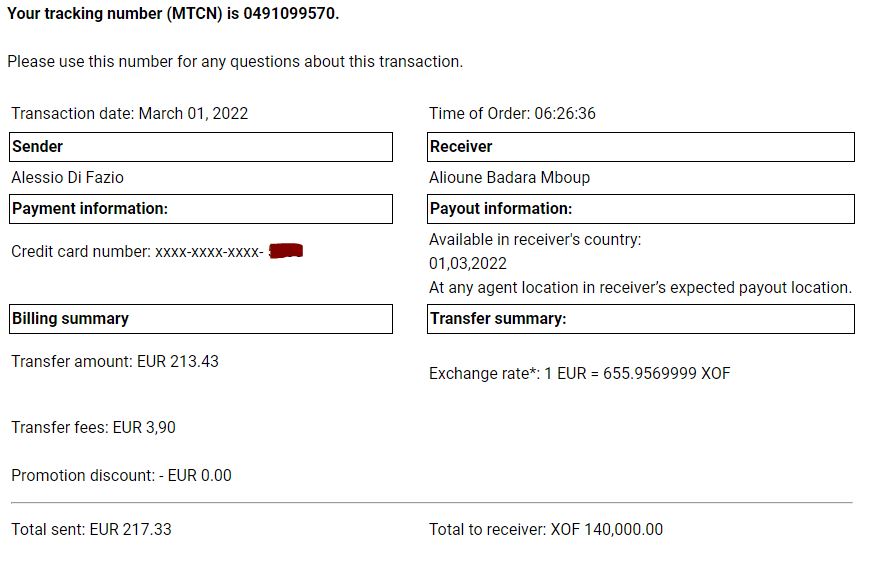 Your tracking number (MTCN) is 0491099570.
Please use this number for any questions about this transaction.
Transaction date: March 01, 2022
Time of Order: 06:26:36
Sender
Receiver
Alessio Di Fazio
Alioune Badara Mboup
Payment information:
Payout information:
Credit card number: xxxx-xxxx-xxxx-
Available in receiver's country:
01,03,2022
At any agent location in receiver's expected payout location.
Billing summary
Transfer summary:
Transfer amount: EUR 213.43
Exchange rate*: 1 EUR = 655.9569999 XOF
Transfer fees: EUR 3,90
Promotion discount: - EUR 0.00
Total sent: EUR 217.33
Total to receiver: XOF 140,000.00